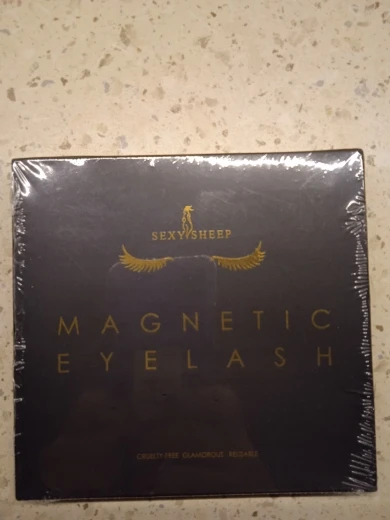 SEXY SHEEP
MAGNETIC
EYELASH
CRUELTY-FREE GLAMOROUS REUSABLE